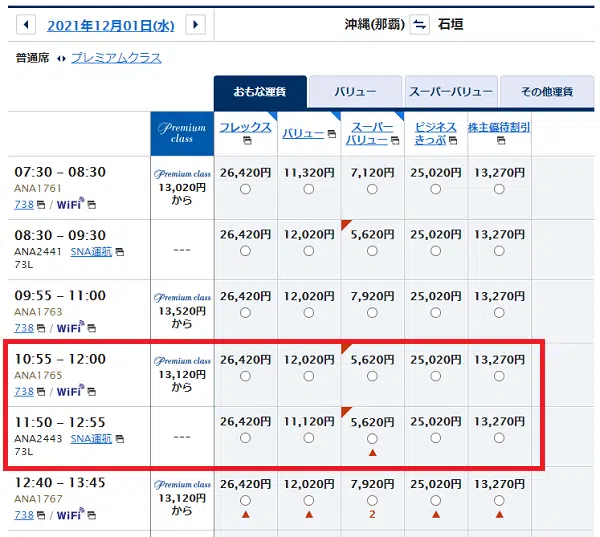 2021年12月01日(水)
沖縄(那覇) 石垣
普通席 プレミアムクラス
おもな運賃 バリュー スーパーバリュー その他運賃
Premium class フレックス バリュー スーパーバリュー ビジネスきっぷ 株主優待割引
07:30 – 08:30 Premium class 26,420円 11,320円 7,120円 25,020円 13,270円
ANA1761 13,020円
738 / WiFi から
08:30 – 09:30 26,420円 12,020円 5,620円 25,020円 13,270円
ANA2441 SNA運航 ---
73L
09:55 – 11:00 Premium class 26,420円 12,020円 7,920円 25,020円 13,270円
ANA1763 13,520円
738 / WiFi から
10:55 – 12:00 Premium class 26,420円 12,020円 5,620円 25,020円 13,270円
ANA1765 13,120円
738 / WiFi から
11:50 – 12:55 26,420円 11,120円 5,620円 25,020円 13,270円
ANA2443 SNA運航 ---
73L ▲
12:40 – 13:45 Premium class 26,420円 12,020円 7,920円 25,020円 13,270円
ANA1767 13,120円
738 / WiFi から ▲ ▲ 2 ▲ ▲